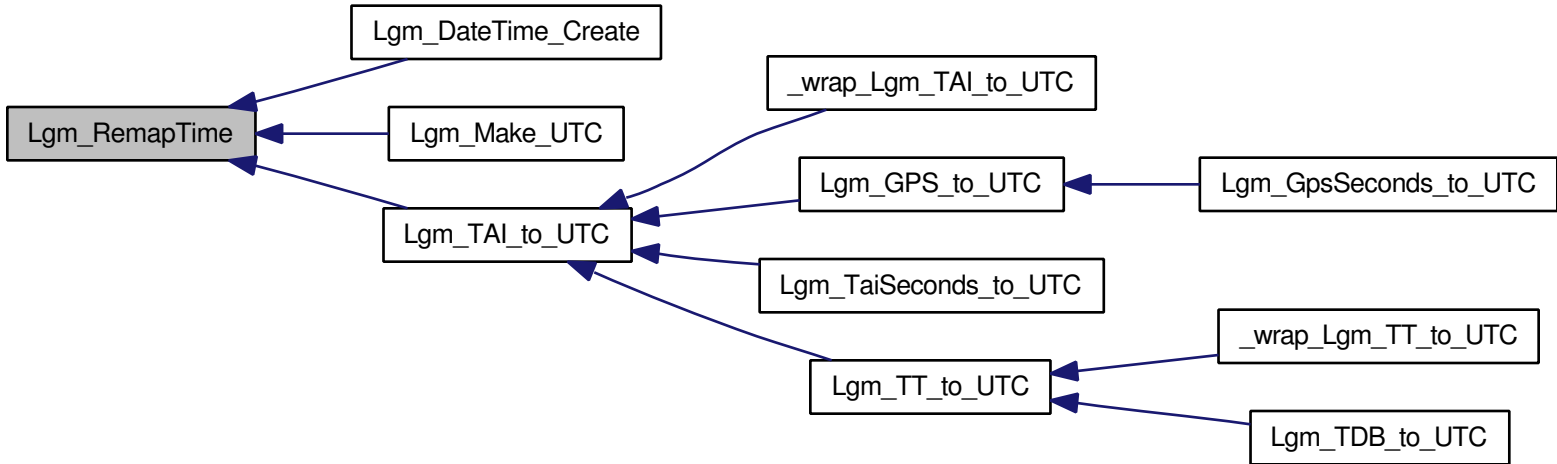 Lgm_DateTime_Create
_wrap_Lgm_TAI_to_UTC
Lgm_RemapTime
Lgm_Make_UTC
Lgm_GPS_to_UTC
Lgm_GpsSeconds_to_UTC
Lgm_TAI_to_UTC
Lgm_TaiSeconds_to_UTC
_wrap_Lgm_TT_to_UTC
Lgm_TT_to_UTC
Lgm_TDB_to_UTC